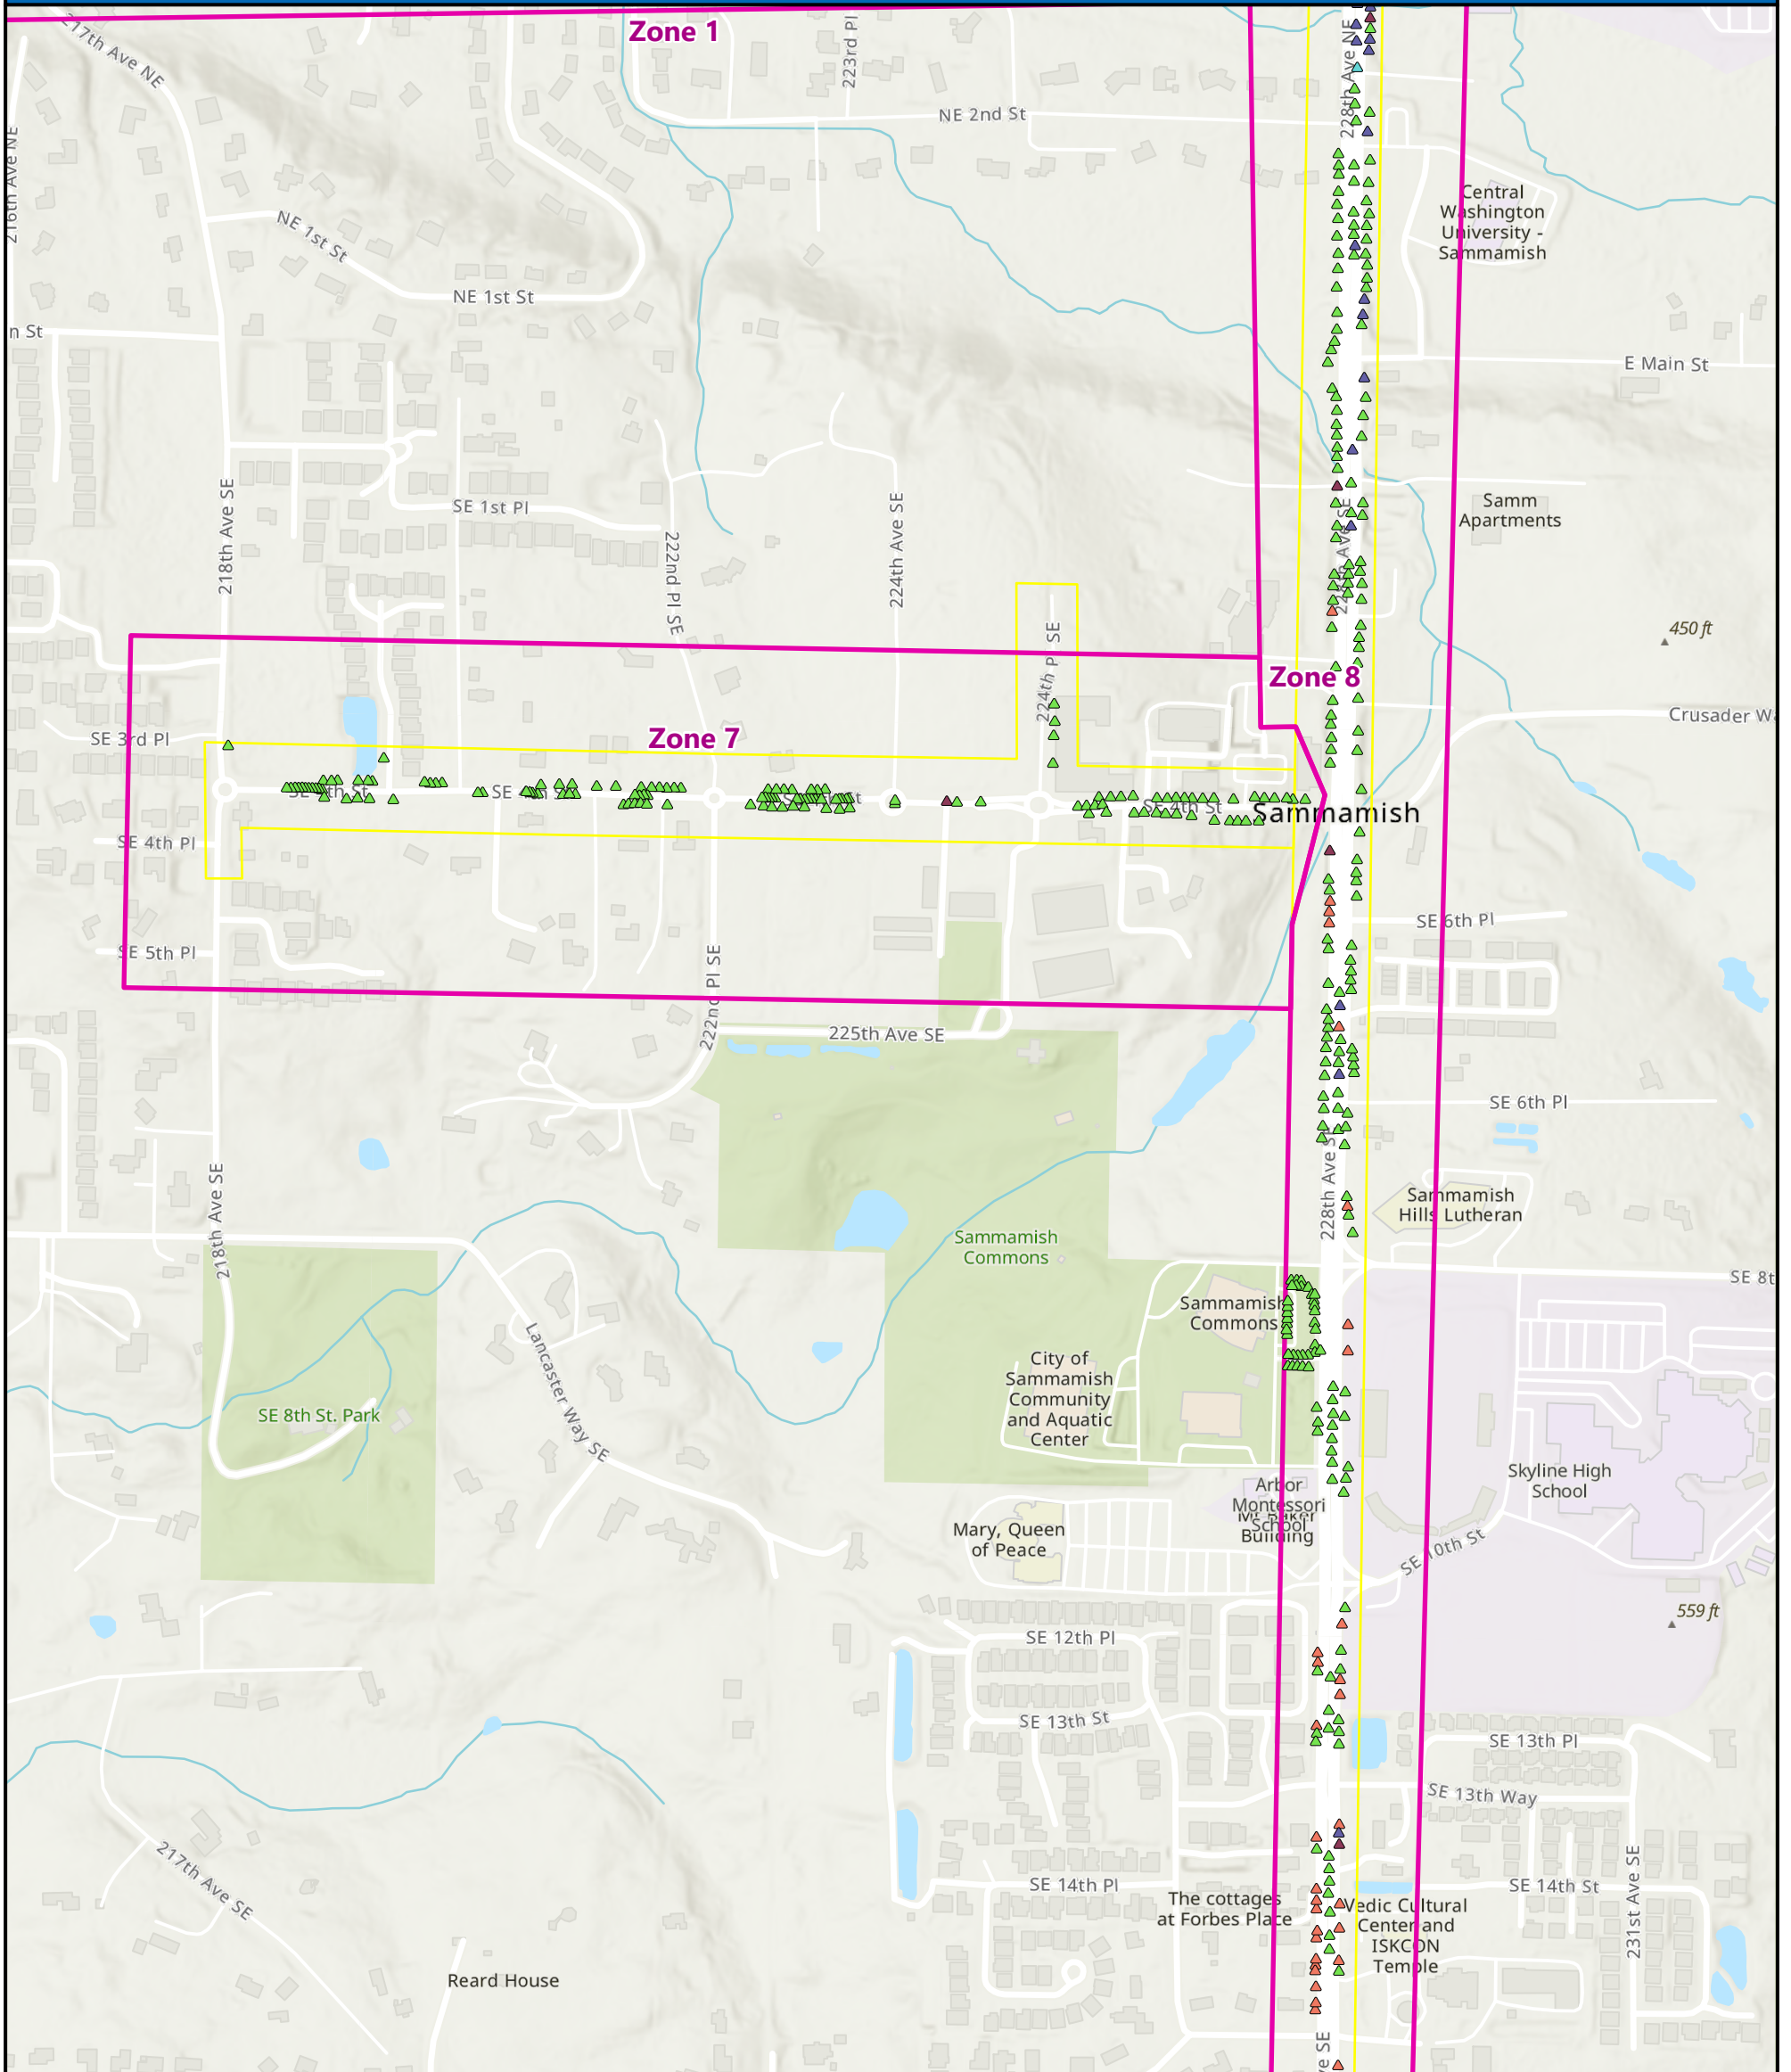 Zone 1
217th Ave NE
223rd Pl
228th Ave NE
NE 2nd St
216th Ave NE
Central
Washington
University -
Sammamish
NE 1st St
NE 1st St
n St
E Main St
SE 1st Pl
Samm
Apartments
218th Ave SE
222nd Pl SE
224th Ave SE
450 ft
Zone 8
Crusader Wa
SE 3rd Pl
Zone 7
224th Pl SE
SE 4th St
Sammamish
SE 4th Pl
SE 6th Pl
SE 5th Pl
222nd Pl SE
225th Ave SE
SE 6th Pl
218th Ave SE
228th Ave SE
Sammamish
Hills Lutheran
Sammamish
Commons
SE 8t
Sammamish
Commons
City of
Sammamish
Community
and Aquatic
Center
Lancaster Way SE
SE 8th St. Park
Skyline High
School
Arbor
Montessori
School
Mt Baker
Building
Mary, Queen
of Peace
SE 10th St
559 ft
SE 12th Pl
SE 13th St
SE 13th Pl
SE 13th Way
217th Ave SE
SE 14th Pl
SE 14th St
231st Ave SE
The cottages
at Forbes Place
Vedic Cultural
Center and
ISKCON
Temple
Reard House
ve SE